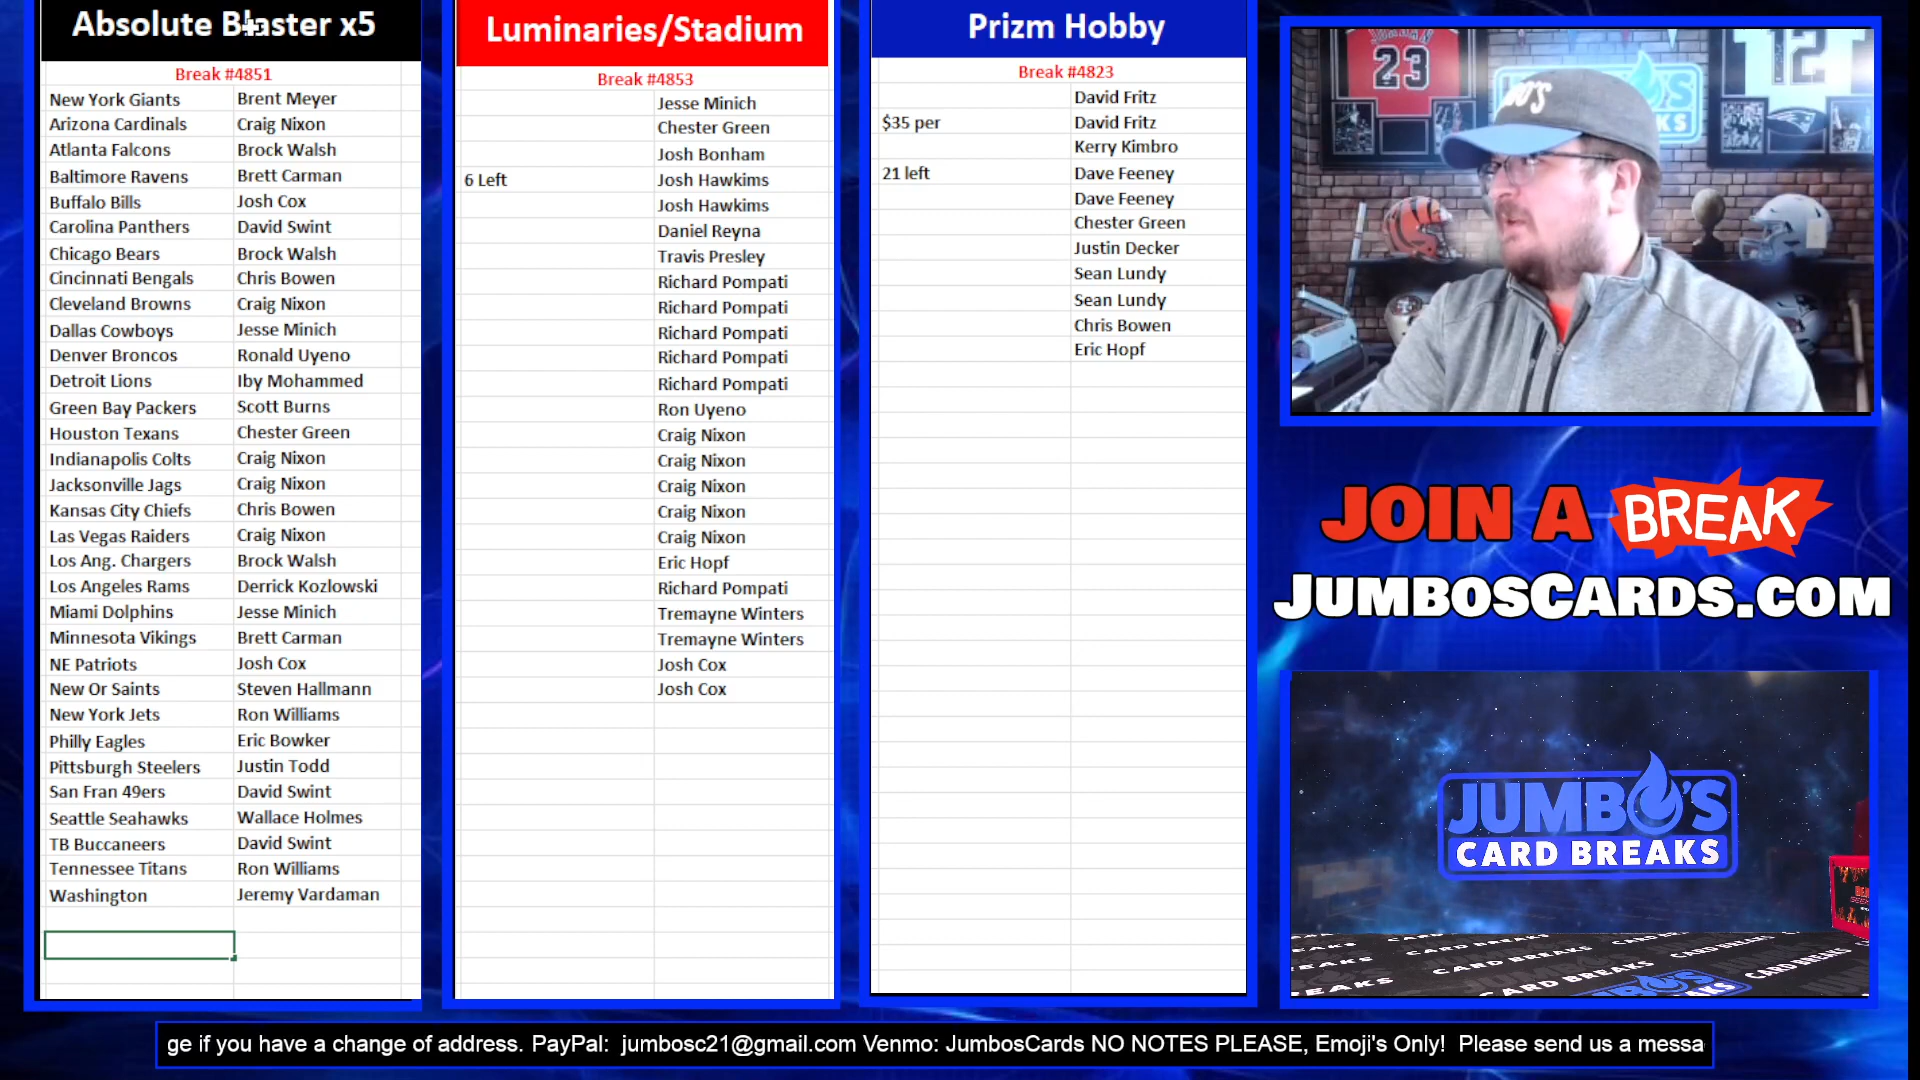 Absolute Blaster x5
Break #4851
New York Giants Brent Meyer
Arizona Cardinals Craig Nixon
Atlanta Falcons Brock Walsh
Baltimore Ravens Brett Carman
Buffalo Bills Josh Cox
Carolina Panthers David Swint
Chicago Bears Brock Walsh
Cincinnati Bengals Chris Bowen
Cleveland Browns Craig Nixon
Dallas Cowboys Jesse Minich
Denver Broncos Ronald Uyeno
Detroit Lions Iby Mohammed
Green Bay Packers Scott Burns
Houston Texans Chester Green
Indianapolis Colts Craig Nixon
Jacksonville Jags Craig Nixon
Kansas City Chiefs Chris Bowen
Las Vegas Raiders Craig Nixon
Los Ang. Chargers Brock Walsh
Los Angeles Rams Derrick Kozlowski
Miami Dolphins Jesse Minich
Minnesota Vikings Brett Carman
NE Patriots Josh Cox
New Or Saints Steven Hallmann
New York Jets Ron Williams
Philly Eagles Eric Bowker
Pittsburgh Steelers Justin Todd
San Fran 49ers David Swint
Seattle Seahawks Wallace Holmes
TB Buccaneers David Swint
Tennessee Titans Ron Williams
Washington Jeremy Vardaman
Luminaries/Stadium
Break #4853
Jesse Minich
Chester Green
Josh Bonham
6 Left Josh Hawkims
Josh Hawkims
Daniel Reyna
Travis Presley
Richard Pompati
Richard Pompati
Richard Pompati
Richard Pompati
Richard Pompati
Ron Uyeno
Craig Nixon
Craig Nixon
Craig Nixon
Craig Nixon
Craig Nixon
Eric Hopf
Richard Pompati
Tremayne Winters
Tremayne Winters
Josh Cox
Josh Cox
Prizm Hobby
Break #4823
David Fritz
$35 per David Fritz
Kerry Kimbro
21 left Dave Feeney
Dave Feeney
Chester Green
Justin Decker
Sean Lundy
Sean Lundy
Chris Bowen
Eric Hopf
23
12
JOIN A BREAK
JUMBOSCARDS.COM
JUMBO'S
CARD BREAKS
CARD BREAKS
CARD BREAKS
CARD BREAKS
ge if you have a change of address. PayPal: jumbosc21@gmail.com Venmo: JumbosCards NO NOTES PLEASE, Emoji's Only! Please send us a messa